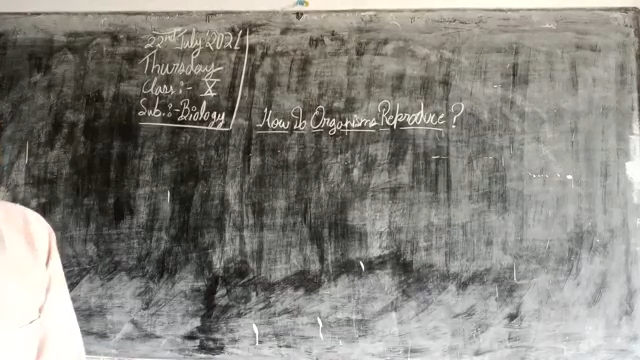 22nd July 2021
Thursday
Class:- X
Sub.:- Biology
How Do Organisms Reproduce?